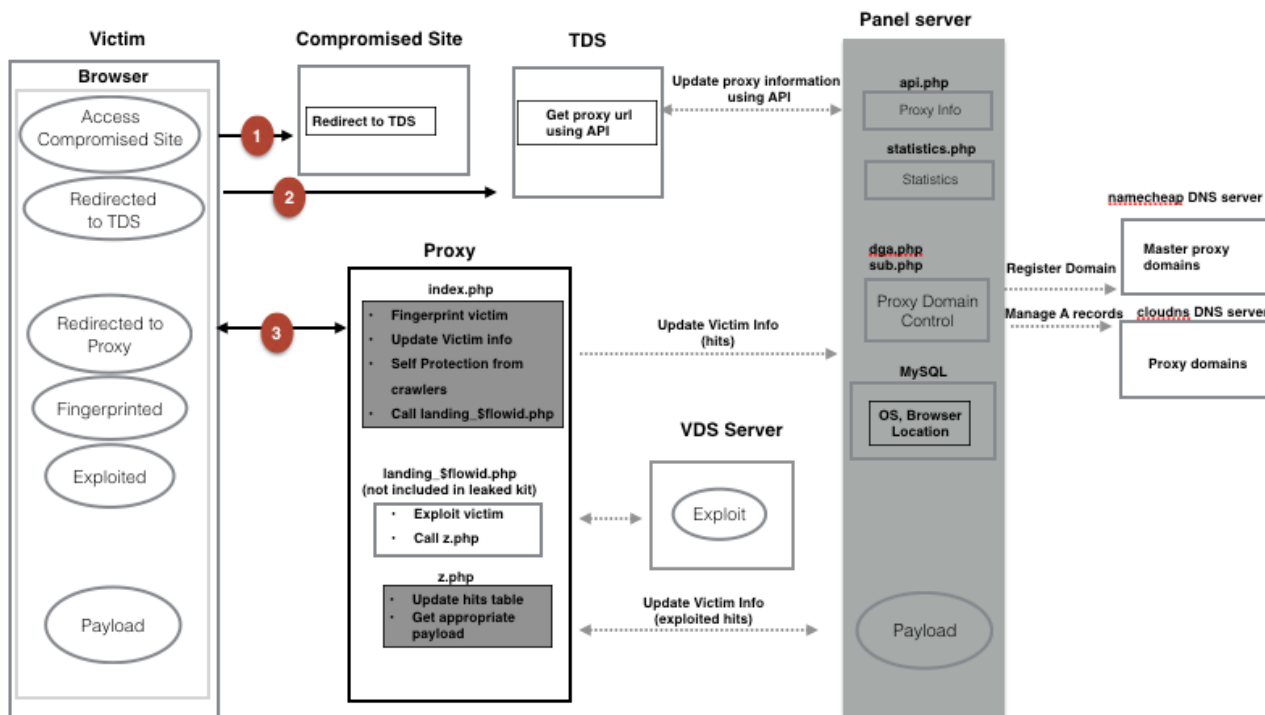 Victim
Browser
Access
Compromised Site
Redirected
to TDS
Redirected to
Proxy
Fingerprinted
Exploited
Payload
1
2
3
Compromised Site
Redirect to TDS
TDS
Get proxy url
using API
Update proxy information
using API
Proxy
index.php
• Fingerprint victim
• Update Victim info
• Self Protection from
crawlers
• Call landing_$flowid.php
landing_$flowid.php
(not included in leaked kit)
• Exploit victim
• Call z.php
z.php
• Update hits table
• Get appropriate
payload
Update Victim Info
(hits)
VDS Server
Exploit
Update Victim Info
(exploited hits)
Panel server
api.php
Proxy Info
statistics.php
Statistics
dga.php
sub.php
Proxy Domain
Control
MySQL
OS, Browser
Location
Payload
Register Domain
Manage A records
namecheap DNS server
Master proxy
domains
cloudns DNS server
Proxy domains